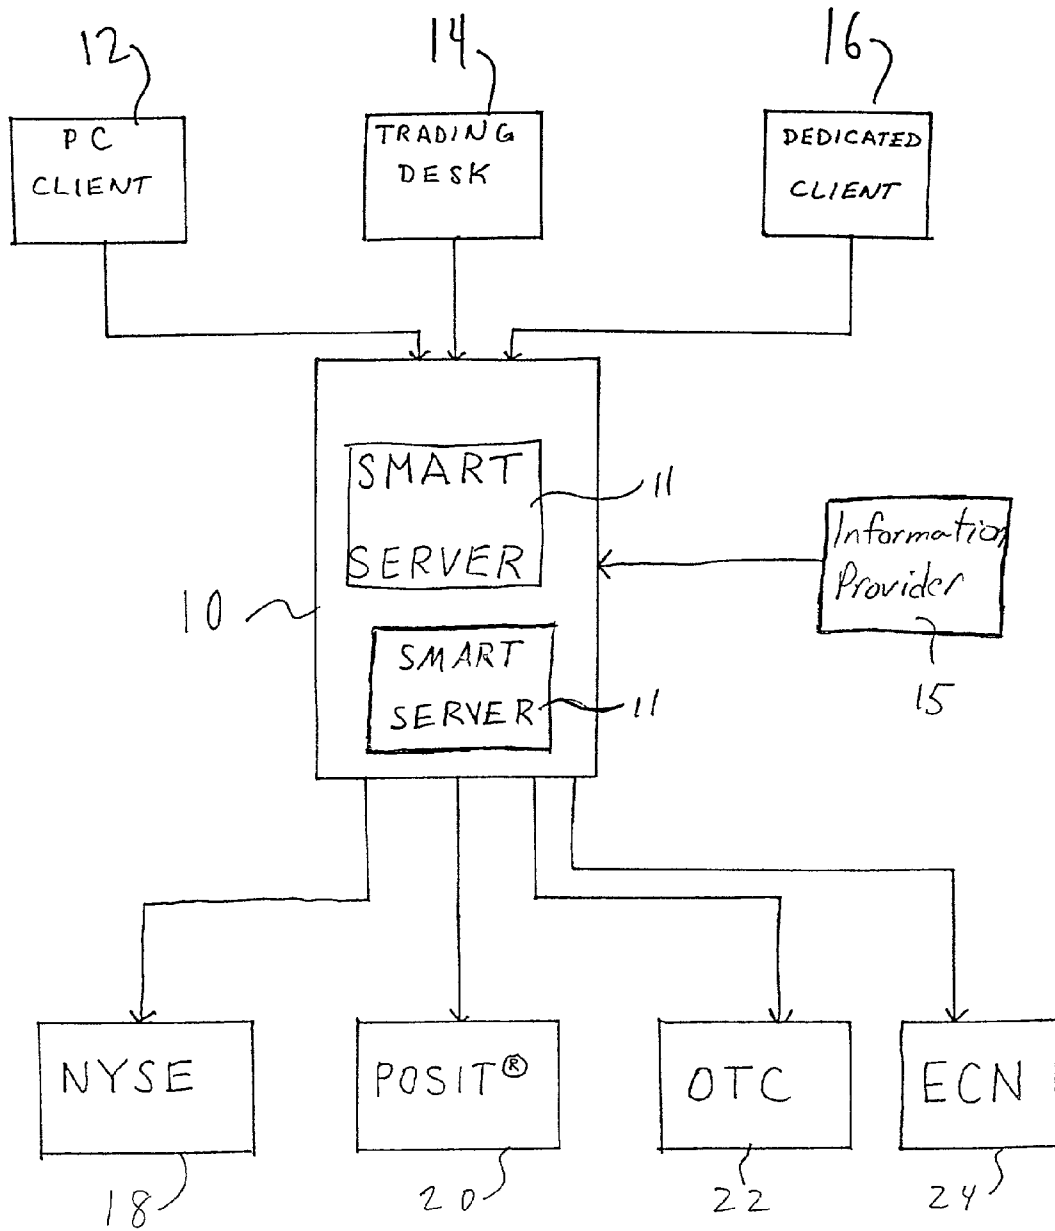 12
14
16
PC
CLIENT
TRADING
DESK
DEDICATED
CLIENT
SMART
SERVER
11
Information
Provider
15
10
SMART
SERVER
11
NYSE
POSIT®
OTC
ECN
18
20
22
24